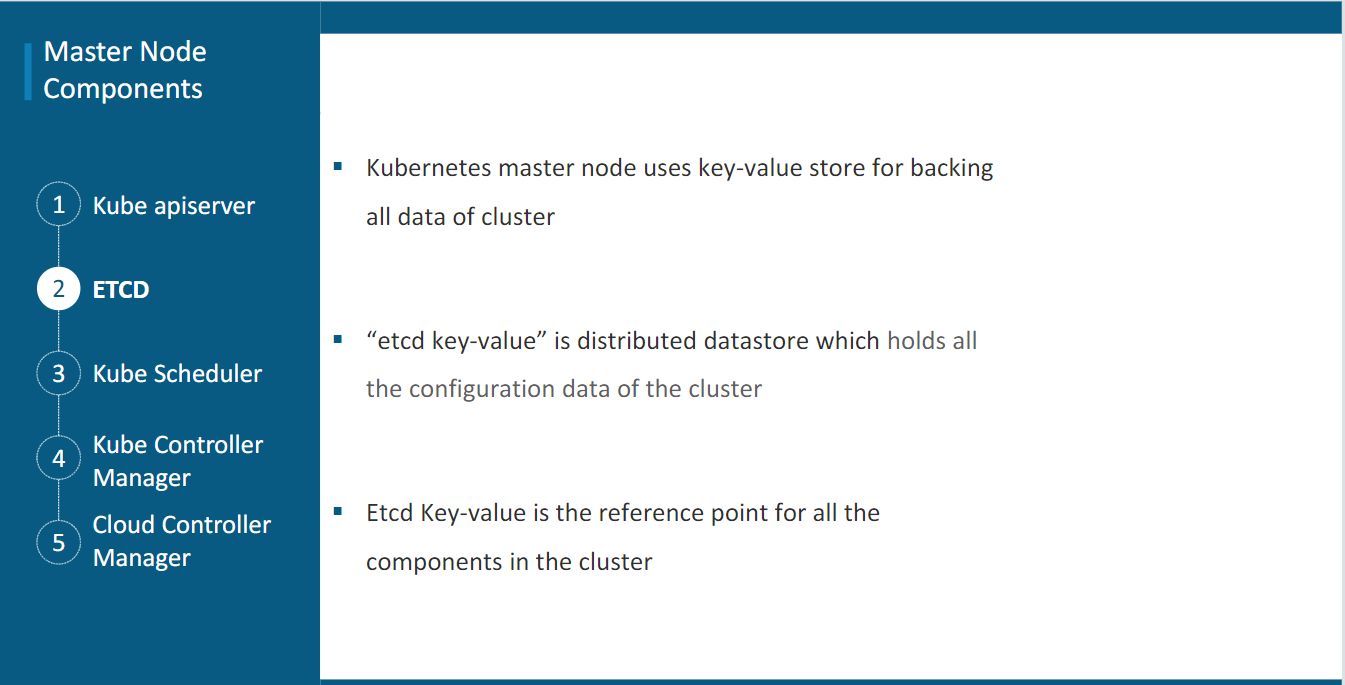 Master Node
Components
1 Kube apiserver
2 ETCD
3 Kube Scheduler
4 Kube Controller
Manager
5 Cloud Controller
Manager
▪ Kubernetes master node uses key-value store for backing
all data of cluster
▪ “etcd key-value” is distributed datastore which holds all
the configuration data of the cluster
▪ Etcd Key-value is the reference point for all the
components in the cluster